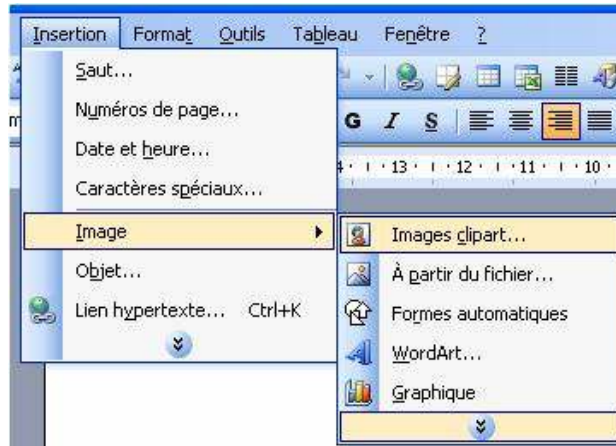 Insertion Format Outils Tableau Fenêtre ?
Saut...
Numéros de page...
G I S
Date et heure...
13 12 11 10
Caractères spéciaux...
Image
Images clipart...
Objet...
À partir du fichier...
Lien hypertexte... Ctrl+K
Formes automatiques
WordArt...
Graphique